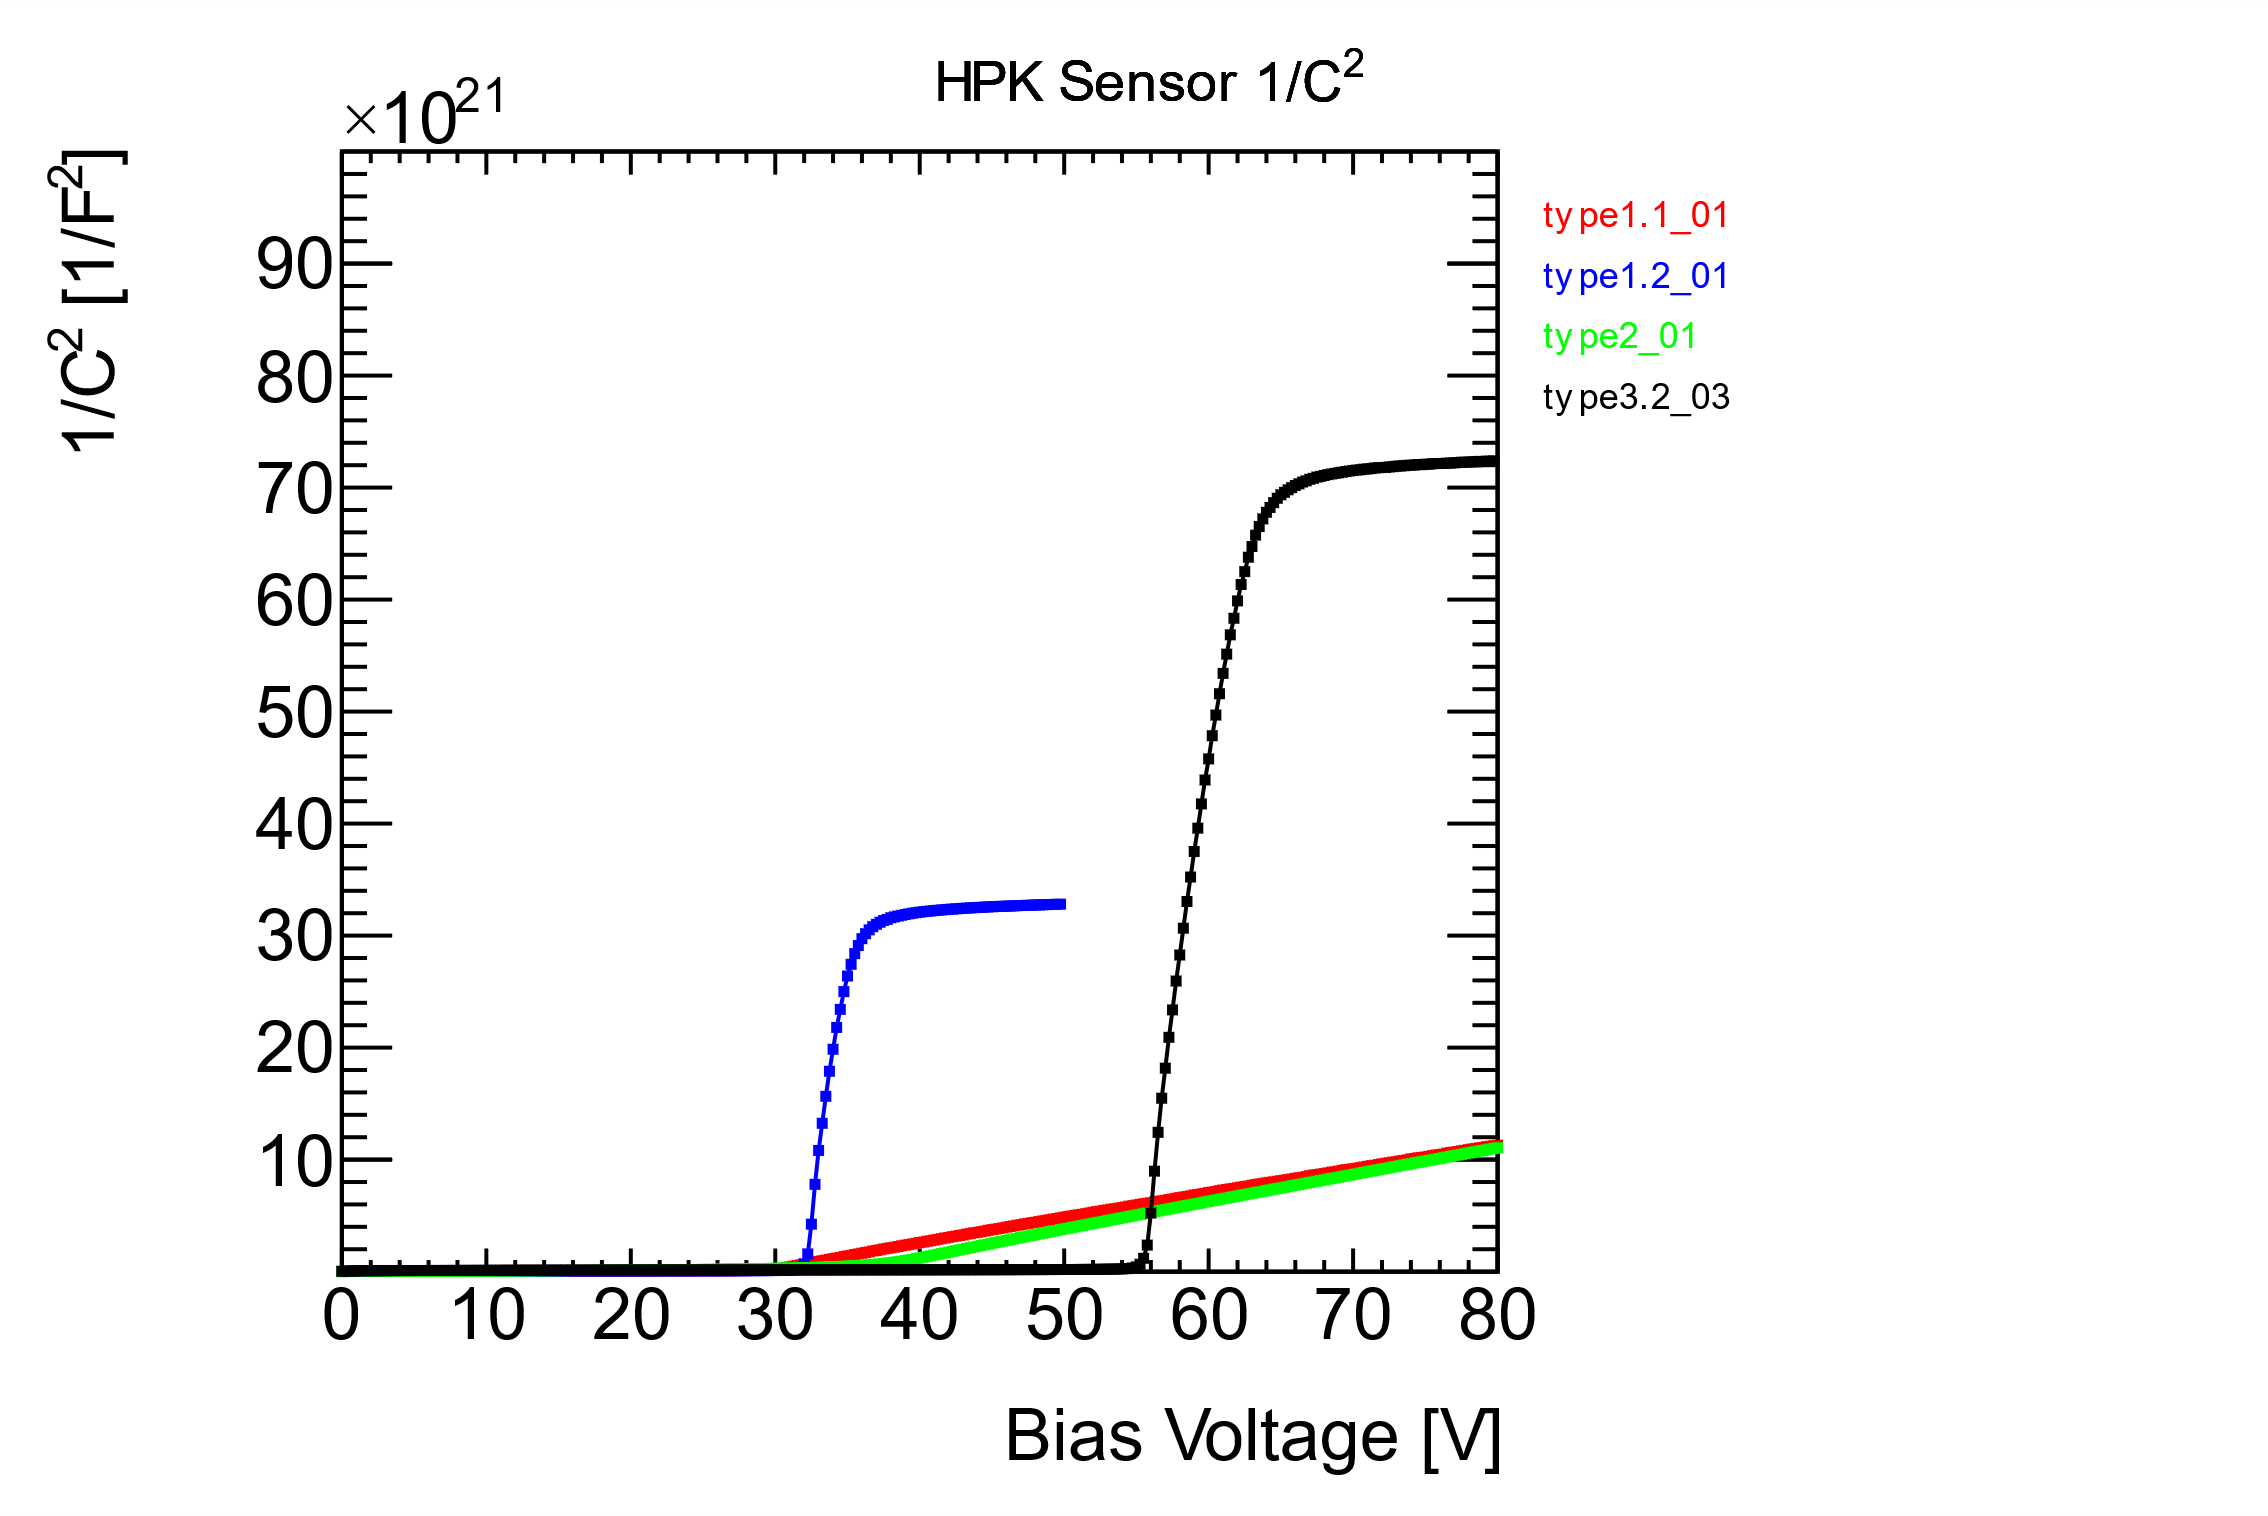 HPK Sensor 1/C²
×10²¹
1/C² [1/F²]
90
80
70
60
50
40
30
20
10
0 10 20 30 40 50 60 70 80
Bias Voltage [V]
type1.1_01
type1.2_01
type2_01
type3.2_03